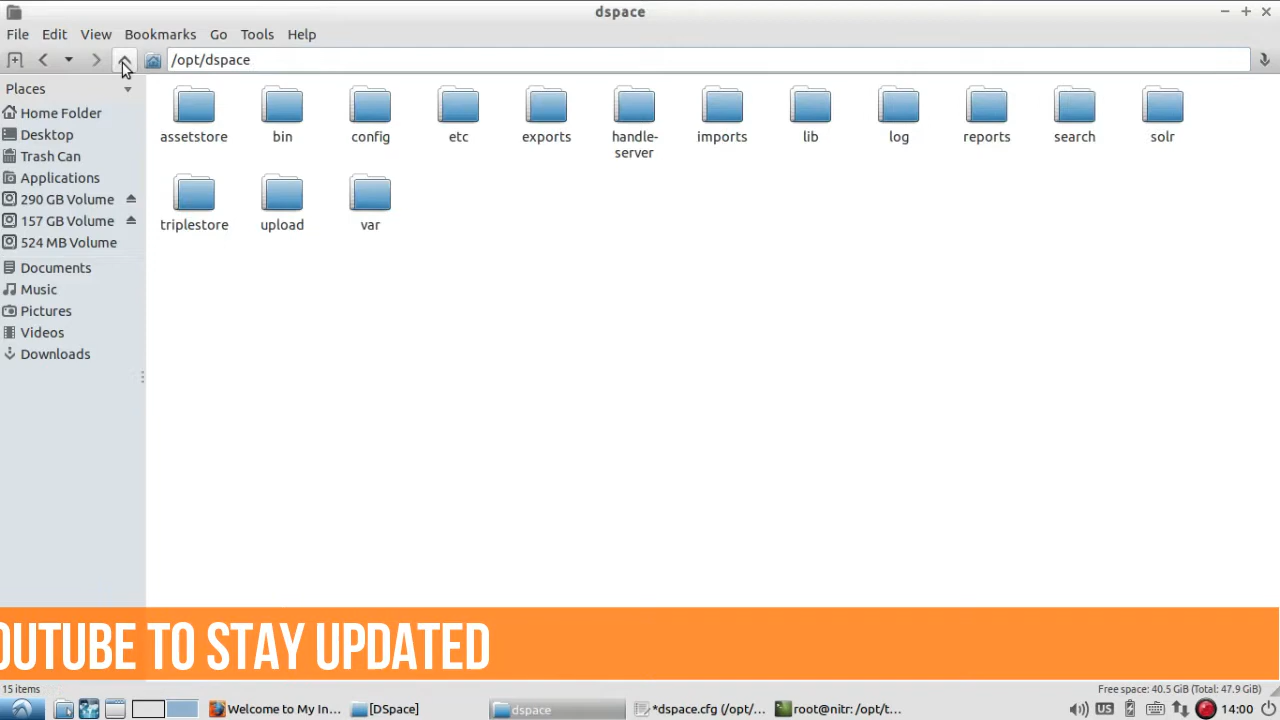 dspace
File Edit View Bookmarks Go Tools Help
/opt/dspace
Places
Home Folder
Desktop
Trash Can
Applications
290 GB Volume
157 GB Volume
524 MB Volume
Documents
Music
Pictures
Videos
Downloads
assetstore bin config etc exports handle-server imports lib log reports search solr
triplestore upload var
OUTUBE TO STAY UPDATED
15 items
Free space: 40.5 GiB (Total: 47.9 GiB)
Welcome to My In... [DSpace] dspace *dspace.cfg (/opt/... root@nitr: /opt/t... US 14:00